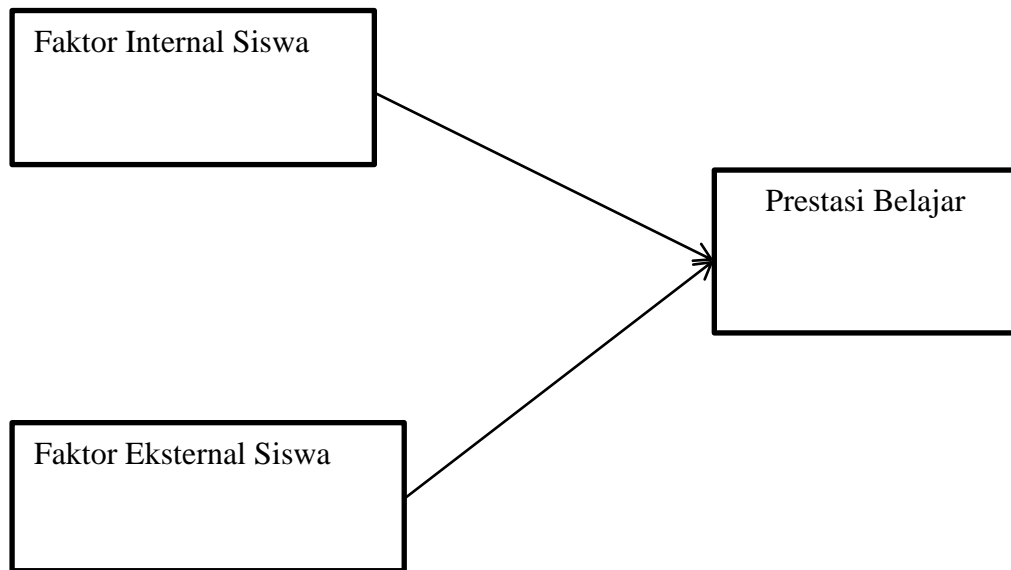 Faktor Internal Siswa
Prestasi Belajar
Faktor Eksternal Siswa